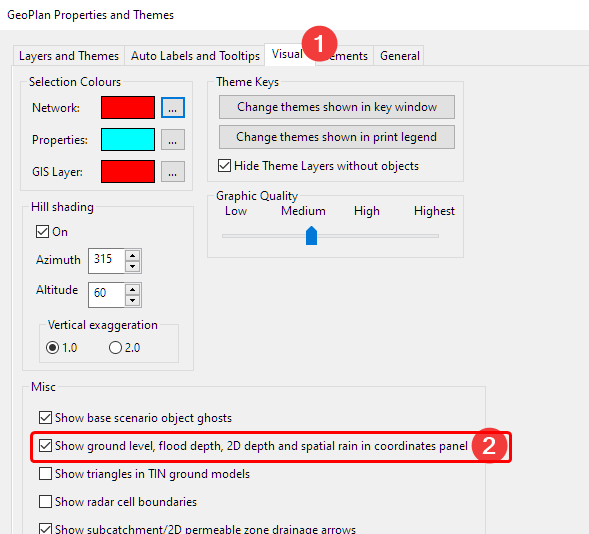 GeoPlan Properties and Themes
1
Layers and Themes Auto Labels and Tooltips Visual ements General
Selection Colours
Network: ...
Properties: ...
GIS Layer: ...
Theme Keys
Change themes shown in key window
Change themes shown in print legend
Hide Theme Layers without objects
Graphic Quality
Low Medium High Highest
Hill shading
On
Azimuth 315
Altitude 60
Vertical exaggeration
1.0 2.0
Misc
Show base scenario object ghosts
Show ground level, flood depth, 2D depth and spatial rain in coordinates panel 2
Show triangles in TIN ground models
Show radar cell boundaries
Show subcatchment/2D permeable zone drainage arrows